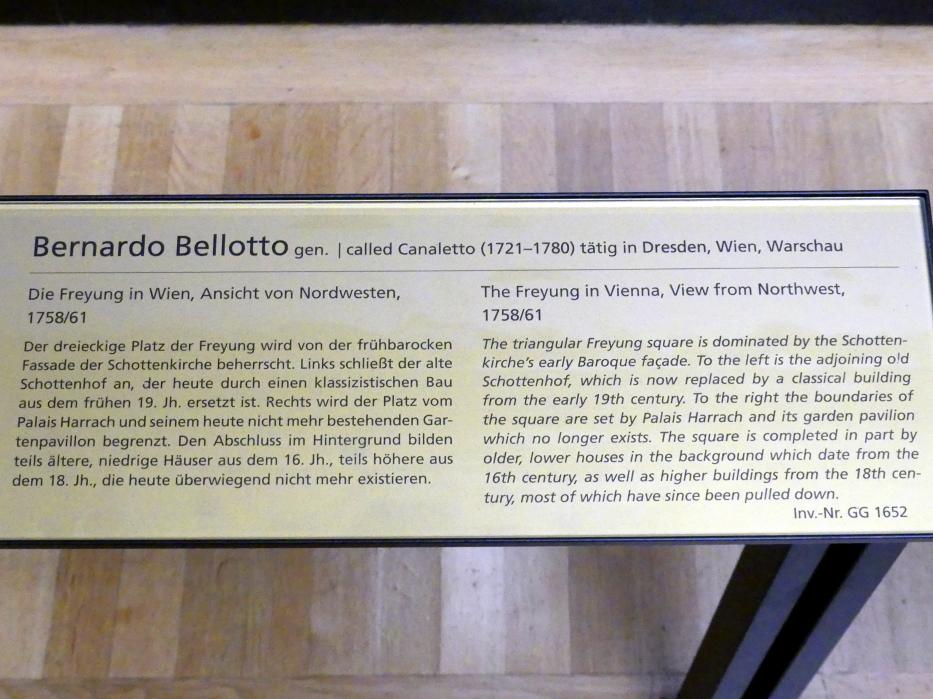 Bernardo Bellotto gen. | called Canaletto (1721–1780) tätig in Dresden, Wien, Warschau
Die Freyung in Wien, Ansicht von Nordwesten,
1758/61
Der dreieckige Platz der Freyung wird von der frühbarocken
Fassade der Schottenkirche beherrscht. Links schließt der alte
Schottenhof an, der heute durch einen klassizistischen Bau
aus dem frühen 19. Jh. ersetzt ist. Rechts wird der Platz vom
Palais Harrach und seinem heute nicht mehr bestehenden Gar-
tenpavillon begrenzt. Den Abschluss im Hintergrund bilden
teils ältere, niedrige Häuser aus dem 16. Jh., teils höhere aus
dem 18. Jh., die heute überwiegend nicht mehr existieren.
The Freyung in Vienna, View from Northwest,
1758/61
The triangular Freyung square is dominated by the Schotten-
kirche's early Baroque façade. To the left is the adjoining old
Schottenhof, which is now replaced by a classical building
from the early 19th century. To the right the boundaries of
the square are set by Palais Harrach and its garden pavilion
which no longer exists. The square is completed in part by
older, lower houses in the background which date from the
16th century, as well as higher buildings from the 18th cen-
tury, most of which have since been pulled down.
Inv.-Nr. GG 1652